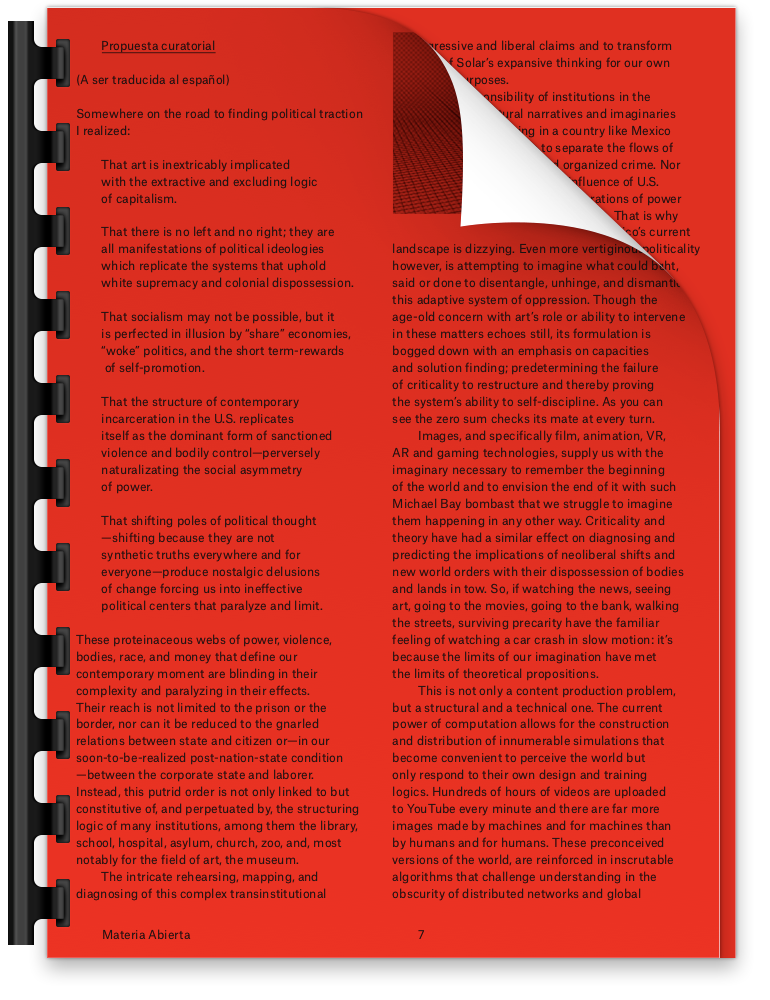 Propuesta curatorial
(A ser traducida al español)
Somewhere on the road to finding political traction
I realized:
That art is inextricably implicated
with the extractive and excluding logic
of capitalism.
That there is no left and no right; they are
all manifestations of political ideologies
which replicate the systems that uphold
white supremacy and colonial dispossession.
That socialism may not be possible, but it
is perfected in illusion by “share” economies,
“woke” politics, and the short term-rewards
of self-promotion.
That the structure of contemporary
incarceration in the U.S. replicates
itself as the dominant form of sanctioned
violence and bodily control—perversely
naturalizating the social asymmetry
of power.
That shifting poles of political thought
—shifting because they are not
synthetic truths everywhere and for
everyone—produce nostalgic delusions
of change forcing us into ineffective
political centers that paralyze and limit.
These proteinaceous webs of power, violence,
bodies, race, and money that define our
contemporary moment are blinding in their
complexity and paralyzing in their effects.
Their reach is not limited to the prison or the
border, nor can it be reduced to the gnarled
relations between state and citizen or—in our
soon-to-be-realized post-nation-state condition
—between the corporate state and laborer.
Instead, this putrid order is not only linked to but
constitutive of, and perpetuated by, the structuring
logic of many institutions, among them the library,
school, hospital, asylum, church, zoo, and, most
notably for the field of art, the museum.
The intricate rehearsing, mapping, and
diagnosing of this complex transinstitutional
and liberal claims and to transform
Solar’s expansive thinking for our own
of institutions in the
narratives and imaginaries
in a country like Mexico
to separate the flows of
organized crime. Nor
of U.S.
of power
That is why
current
landscape is dizzying. Even more vertiginous politicality
however, is attempting to imagine what could be
said or done to disentangle, unhinge, and dismantle
this adaptive system of oppression. Though the
age-old concern with art’s role or ability to intervene
in these matters echoes still, its formulation is
bogged down with an emphasis on capacities
and solution finding; predetermining the failure
of criticality to restructure and thereby proving
the system’s ability to self-discipline. As you can
see the zero sum checks its mate at every turn.
Images, and specifically film, animation, VR,
AR and gaming technologies, supply us with the
imaginary necessary to remember the beginning
of the world and to envision the end of it with such
Michael Bay bombast that we struggle to imagine
them happening in any other way. Criticality and
theory have had a similar effect on diagnosing and
predicting the implications of neoliberal shifts and
new world orders with their dispossession of bodies
and lands in tow. So, if watching the news, seeing
art, going to the movies, going to the bank, walking
the streets, surviving precarity have the familiar
feeling of watching a car crash in slow motion: it’s
because the limits of our imagination have met
the limits of theoretical propositions.
This is not only a content production problem,
but a structural and a technical one. The current
power of computation allows for the construction
and distribution of innumerable simulations that
become convenient to perceive the world but
only respond to their own design and training
logics. Hundreds of hours of videos are uploaded
to YouTube every minute and there are far more
images made by machines and for machines than
by humans and for humans. These preconceived
versions of the world, are reinforced in inscrutable
algorithms that challenge understanding in the
obscurity of distributed networks and global
Materia Abierta
7